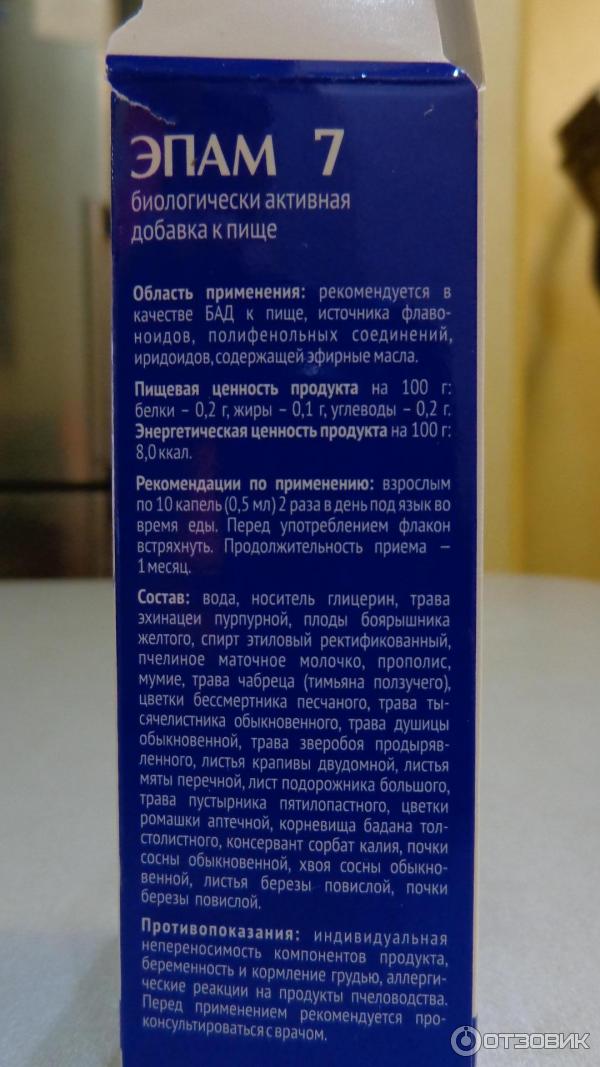 ЭПАМ 7
биологически активная
добавка к пище
Область применения: рекомендуется в
качестве БАД к пище, источника флаво-
ноидов, полифенольных соединений,
иридоидов, содержащей эфирные масла.
Пищевая ценность продукта на 100 г:
белки – 0,2 г, жиры – 0,1 г, углеводы – 0,2 г.
Энергетическая ценность продукта на 100 г:
8,0 ккал.
Рекомендации по применению: взрослым
по 10 капель (0,5 мл) 2 раза в день под язык во
время еды. Перед употреблением флакон
встряхнуть. Продолжительность приема —
1 месяц.
Состав: вода, носитель глицерин, трава
эхинацеи пурпурной, плоды боярышника
желтого, спирт этиловый ректификованный,
пчелиное маточное молочко, прополис,
мумие, трава чабреца (тимьяна ползучего),
цветки бессмертника песчаного, трава ты-
сячелистника обыкновенного, трава душицы
обыкновенной, трава зверобоя продыряв-
ленного, листья крапивы двудомной, листья
мяты перечной, лист подорожника большого,
трава пустырника пятилопастного, цветки
ромашки аптечной, корневища бадана тол-
столистного, консервант сорбат калия, почки
сосны обыкновенной, хвоя сосны обыкно-
венной, листья березы повислой, почки
березы повислой.
Противопоказания: индивидуальная
непереносимость компонентов продукта,
беременность и кормление грудью, аллерги-
ческие реакции на продукты пчеловодства.
Перед применением рекомендуется про-
консультироваться с врачом.
ОТЗОВИК